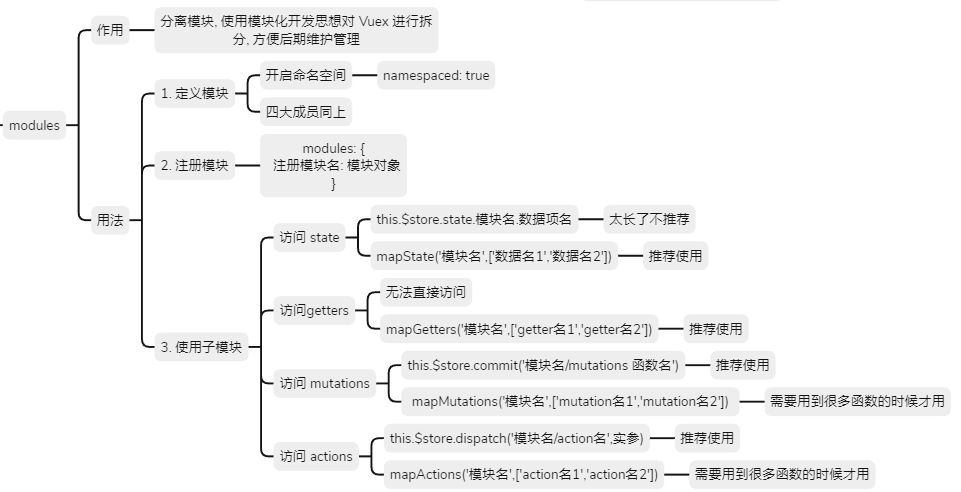 modules
作用
分离模块, 使用模块化开发思想对 Vuex 进行拆
分, 方便后期维护管理
用法
1. 定义模块
开启命名空间
namespaced: true
四大成员同上
2. 注册模块
modules: {
注册模块名: 模块对象
}
3. 使用子模块
访问 state
this.$store.state.模块名.数据项名
太长了不推荐
mapState('模块名',['数据名1','数据名2'])
推荐使用
访问getters
无法直接访问
mapGetters('模块名',['getter名1','getter名2'])
推荐使用
访问 mutations
this.$store.commit('模块名/mutations 函数名')
推荐使用
mapMutations('模块名',['mutation名1','mutation名2'])
需要用到很多函数的时候才用
访问 actions
this.$store.dispatch('模块名/action名',实参)
推荐使用
mapActions('模块名',['action名1','action名2'])
需要用到很多函数的时候才用